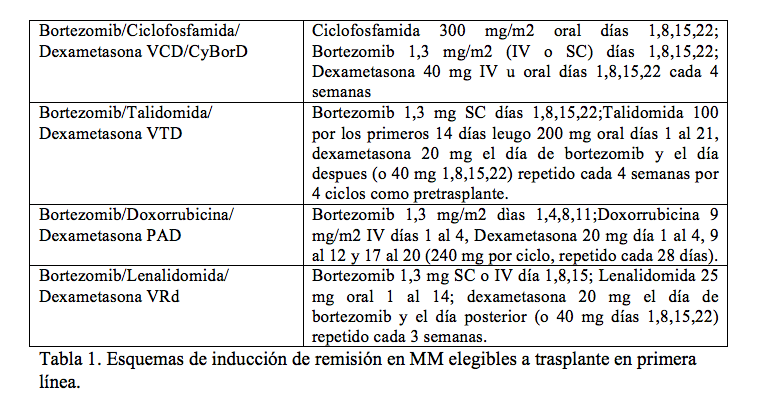 Bortezomib/Ciclofosfamida/
Dexametasona VCD/CyBorD
Ciclofosfamida 300 mg/m2 oral días 1,8,15,22;
Bortezomib 1,3 mg/m2 (IV o SC) días 1,8,15,22;
Dexametasona 40 mg IV u oral días 1,8,15,22 cada 4
semanas
Bortezomib/Talidomida/
Dexametasona VTD
Bortezomib 1,3 mg SC días 1,8,15,22;Talidomida 100
por los primeros 14 días leugo 200 mg oral días 1 al 21,
dexametasona 20 mg el día de bortezomib y el día
despues (o 40 mg 1,8,15,22) repetido cada 4 semanas por
4 ciclos como pretrasplante.
Bortezomib/Doxorrubicina/
Dexametasona PAD
Bortezomib 1,3 mg/m2 dìas 1,4,8,11;Doxorrubicina 9
mg/m2 IV días 1 al 4, Dexametasona 20 mg día 1 al 4, 9
al 12 y 17 al 20 (240 mg por ciclo, repetido cada 28 días).
Bortezomib/Lenalidomida/
Dexametasona VRd
Bortezomib 1,3 mg SC o IV día 1,8,15; Lenalidomida 25
mg oral 1 al 14; dexametasona 20 mg el día de
bortezomib y el día posterior (o 40 mg días 1,8,15,22)
repetido cada 3 semanas.
Tabla 1. Esquemas de inducción de remisión en MM elegibles a trasplante en primera
línea.